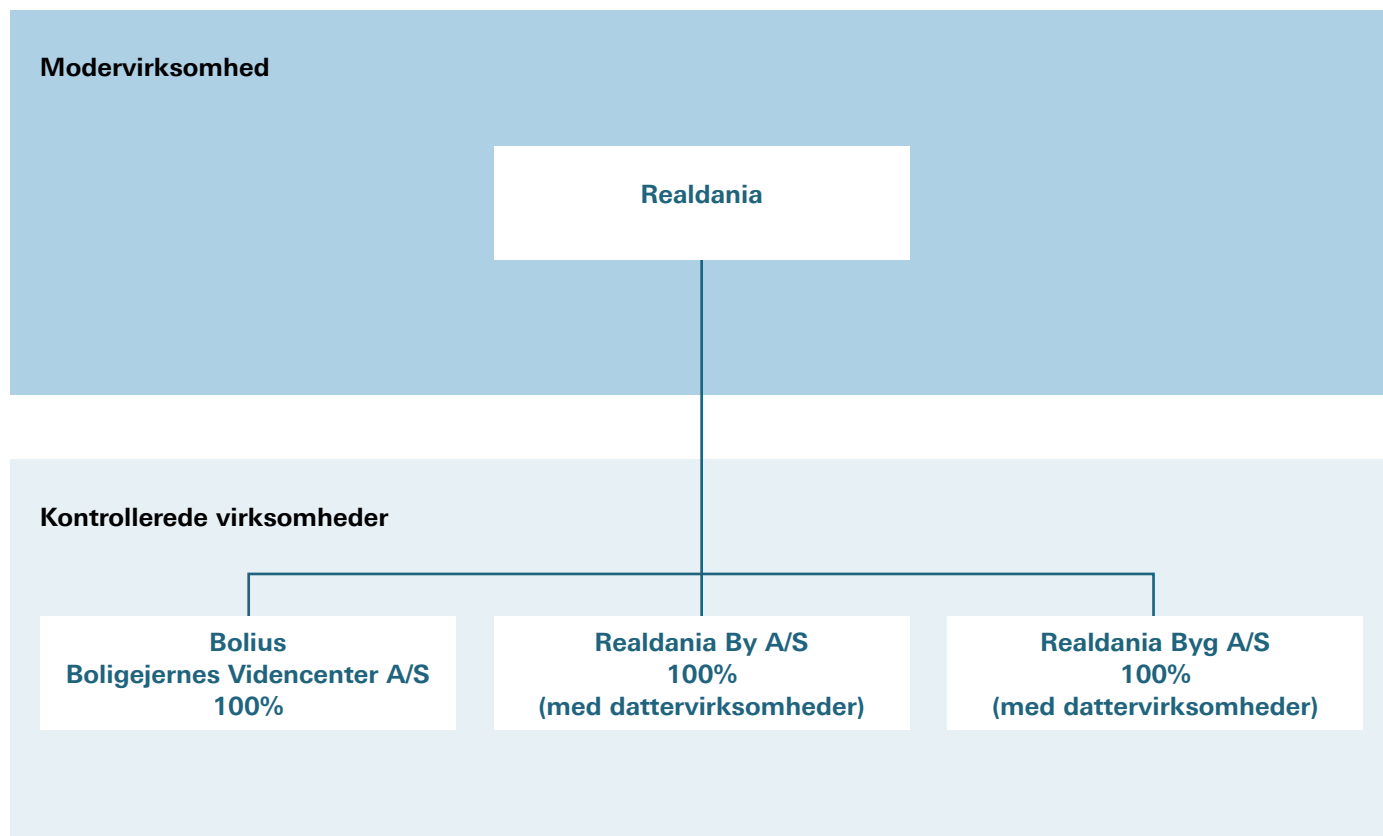 Modervirksomhed
Realdania
Kontrollerede virksomheder
Bolius
Boligejernes Videncenter A/S
100%
Realdania By A/S
100%
(med dattervirksomheder)
Realdania Byg A/S
100%
(med dattervirksomheder)